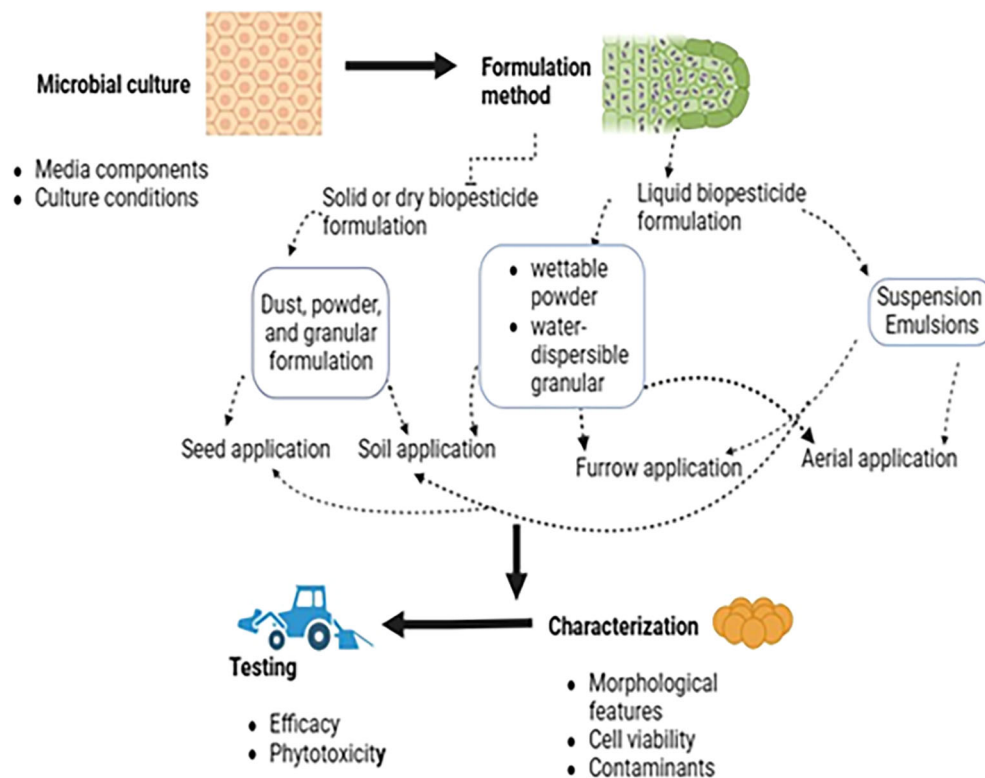 Microbial culture
• Media components
• Culture conditions
Formulation
method
Solid or dry biopesticide
formulation
Liquid biopesticide
formulation
Dust, powder,
and granular
formulation
• wettable
powder
• water-
dispersible
granular
Suspension
Emulsions
Seed application
Soil application
Furrow application
Aerial application
Characterization
• Morphological
features
• Cell viability
• Contaminants
Testing
• Efficacy
• Phytotoxicity